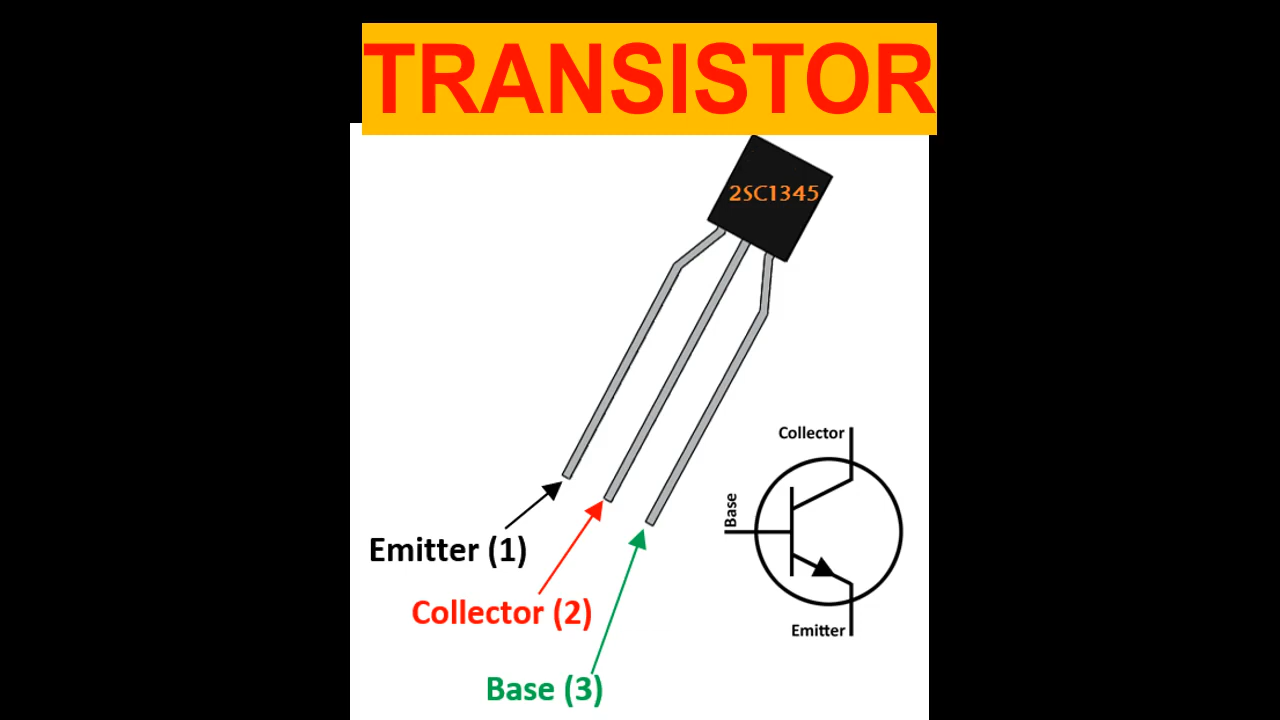 TRANSISTOR
2SC1345
Collector
Base
Emitter
Emitter (1)
Collector (2)
Base (3)